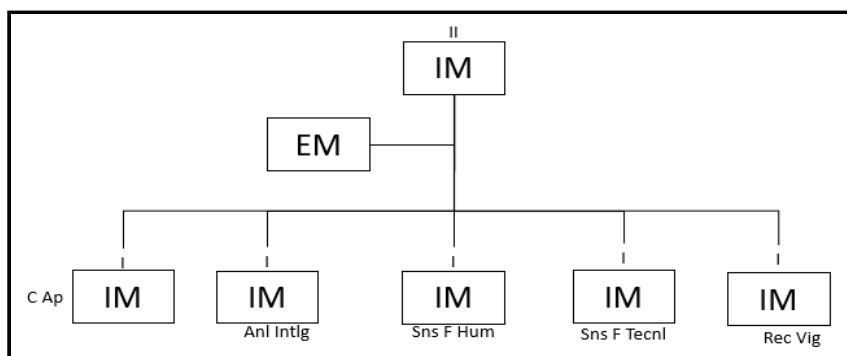 II
IM
EM
I
I
I
I
I
C Ap
IM
IM
IM
IM
IM
Anl Intlg
Sns F Hum
Sns F Tecnl
Rec Vig